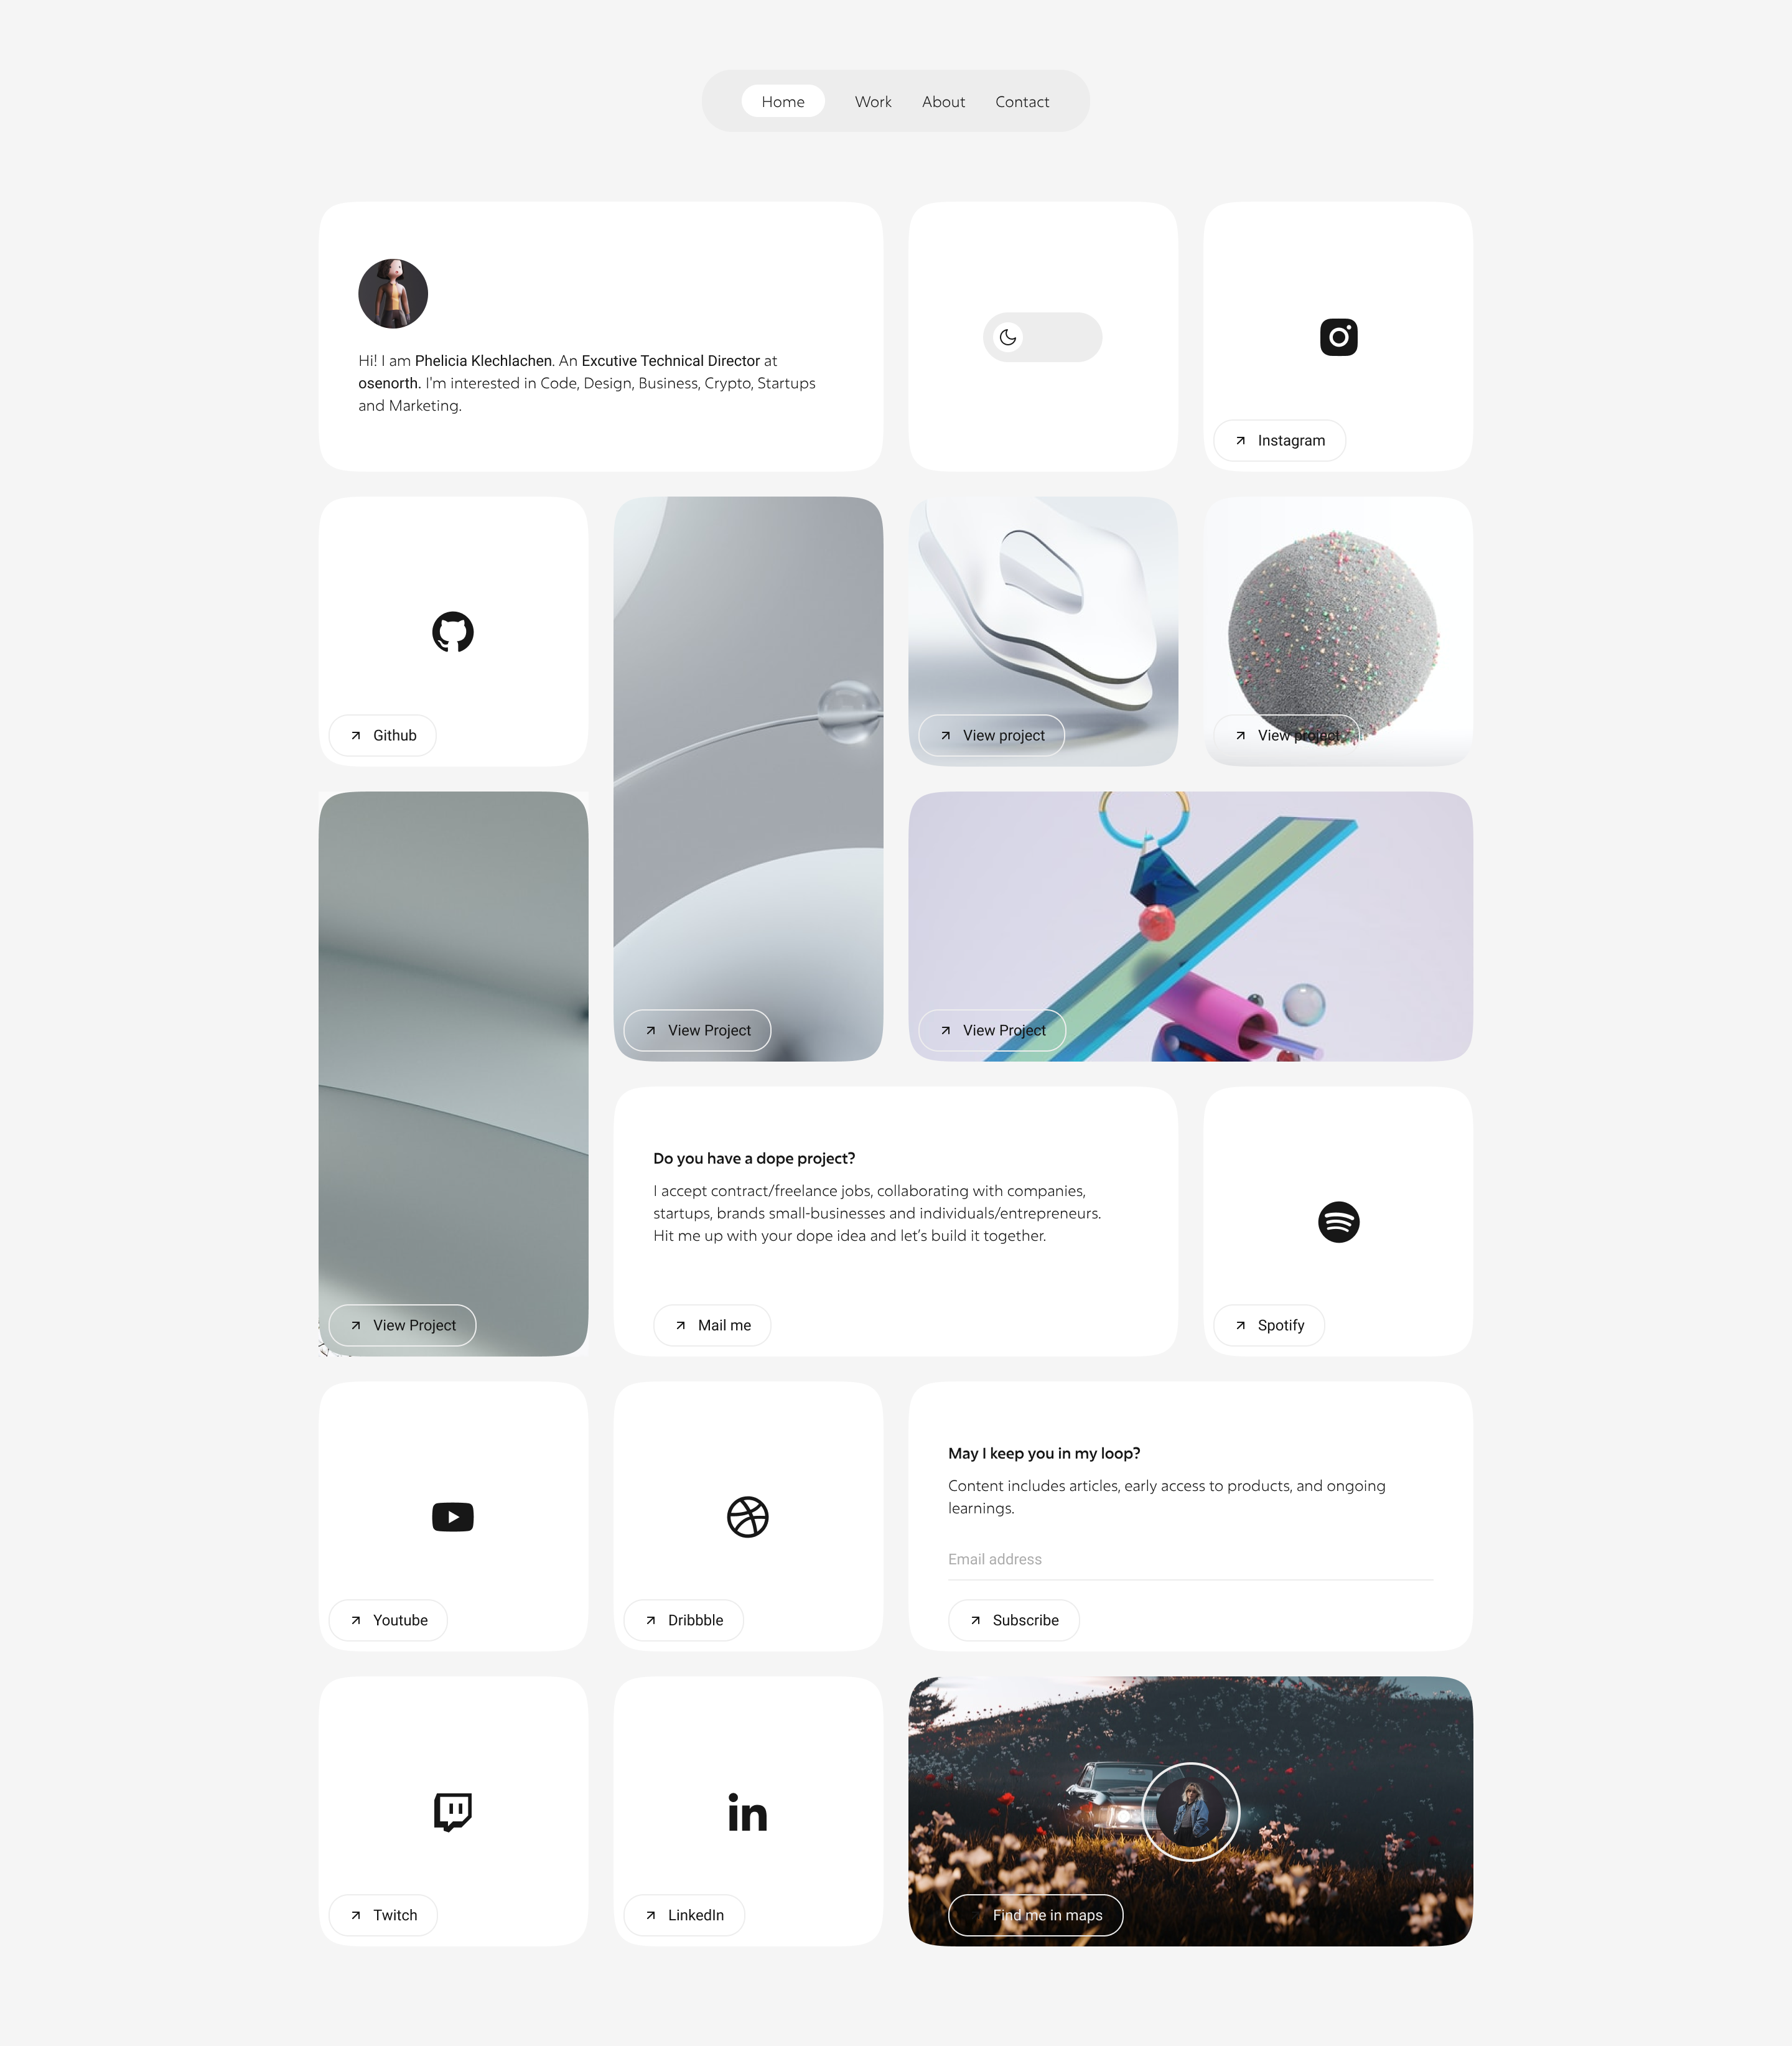 Home
Work
About
Contact
Hi! I am Phelicia Klechlachen. An Excutive Technical Director at
osenorth. I'm interested in Code, Design, Business, Crypto, Startups
and Marketing.
Instagram
Github
View project
View project
View Project
View Project
View Project
Do you have a dope project?
I accept contract/freelance jobs, collaborating with companies,
startups, brands small-businesses and individuals/entrepreneurs.
Hit me up with your dope idea and let's build it together.
Mail me
Spotify
Youtube
Dribbble
May I keep you in my loop?
Content includes articles, early access to products, and ongoing
learnings.
Email address
Subscribe
Twitch
in
LinkedIn
Find me in maps